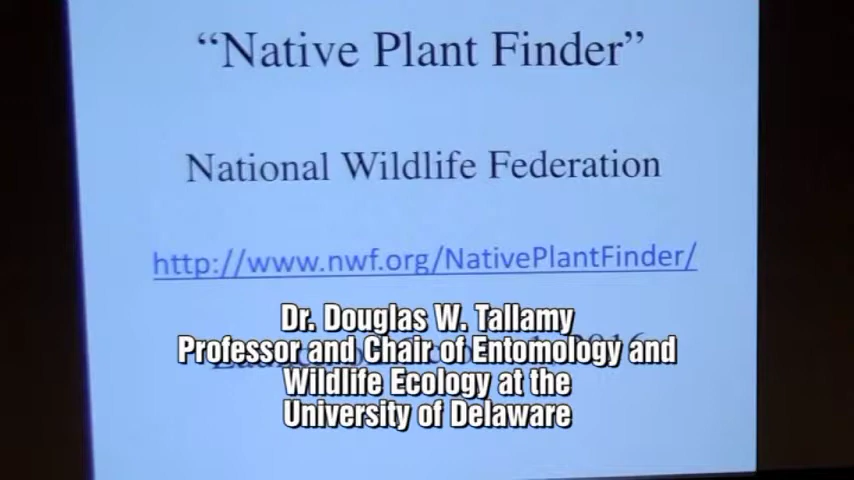 “Native Plant Finder”
National Wildlife Federation
http://www.nwf.org/NativePlantFinder/
Dr. Douglas W. Tallamy
Professor and Chair of Entomology and
Wildlife Ecology at the
University of Delaware